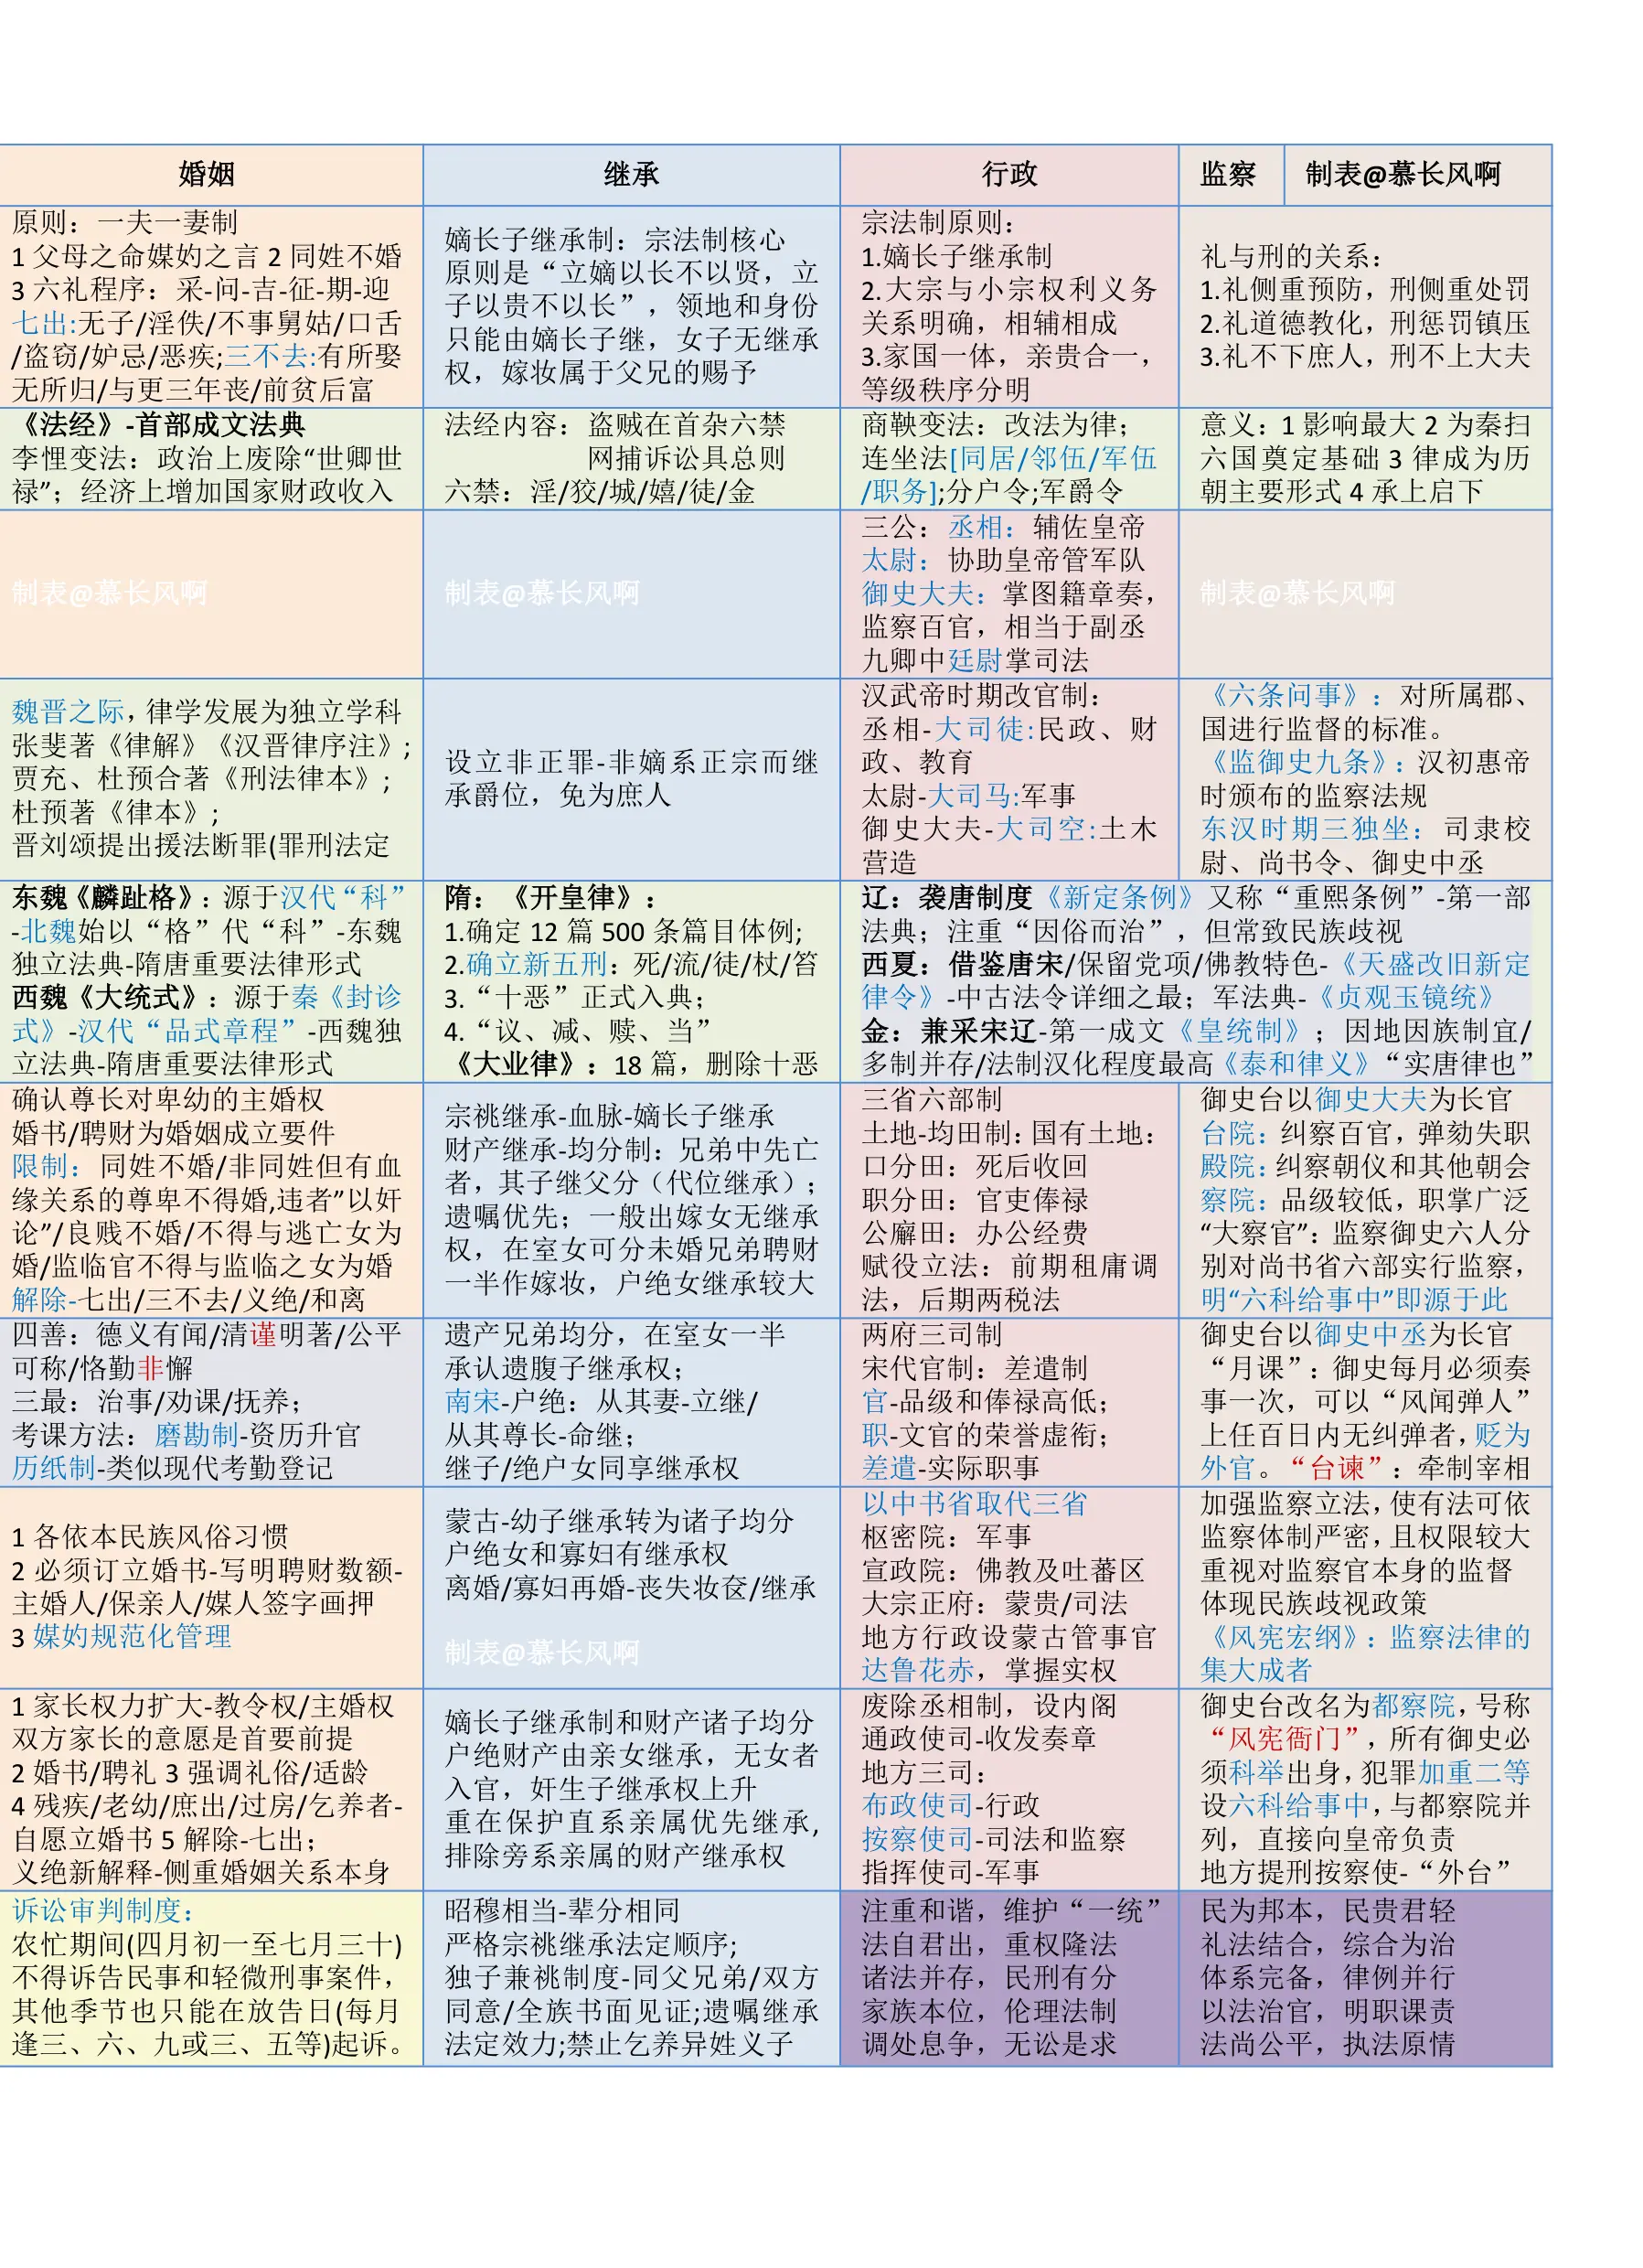 婚姻
继承
行政
监察
制表@慕长风啊
原则：一夫一妻制
1 父母之命媒妁之言 2 同姓不婚
3 六礼程序：采-问-吉-征-期-迎
七出:无子/淫佚/不事舅姑/口舌
/盗窃/妒忌/恶疾;三不去:有所娶
无所归/与更三年丧/前贫后富
嫡长子继承制：宗法制核心
原则是“立嫡以长不以贤，立
子以贵不以长”，领地和身份
只能由嫡长子继，女子无继承
权，嫁妆属于父兄的赐予
宗法制原则：
1.嫡长子继承制
2.大宗与小宗权利义务
关系明确，相辅相成
3.家国一体，亲贵合一，
等级秩序分明
礼与刑的关系：
1.礼侧重预防，刑侧重处罚
2.礼道德教化，刑惩罚镇压
3.礼不下庶人，刑不上大夫
《法经》-首部成文法典
李悝变法：政治上废除“世卿世
禄”；经济上增加国家财政收入
法经内容：盗贼在首杂六禁
网捕诉讼具总则
六禁：淫/狡/城/嬉/徒/金
商鞅变法：改法为律；
连坐法[同居/邻伍/军伍
/职务];分户令;军爵令
意义：1 影响最大 2 为秦扫
六国奠定基础 3 律成为历
朝主要形式 4 承上启下
制表@慕长风啊
制表@慕长风啊
三公：丞相：辅佐皇帝
太尉：协助皇帝管军队
御史大夫：掌图籍章奏，
监察百官，相当于副丞
九卿中廷尉掌司法
制表@慕长风啊
魏晋之际，律学发展为独立学科
张斐著《律解》《汉晋律序注》;
贾充、杜预合著《刑法律本》;
杜预著《律本》;
晋刘颂提出援法断罪(罪刑法定
设立非正罪-非嫡系正宗而继
承爵位，免为庶人
汉武帝时期改官制：
丞相-大司徒:民政、财
政、教育
太尉-大司马:军事
御史大夫-大司空:土木
营造
《六条问事》：对所属郡、
国进行监督的标准。
《监御史九条》：汉初惠帝
时颁布的监察法规
东汉时期三独坐：司隶校
尉、尚书令、御史中丞
东魏《麟趾格》：源于汉代“科”
-北魏始以“格”代“科”-东魏
独立法典-隋唐重要法律形式
西魏《大统式》：源于秦《封诊
式》-汉代“品式章程”-西魏独
立法典-隋唐重要法律形式
隋：《开皇律》：
1.确定 12 篇 500 条篇目体例;
2.确立新五刑：死/流/徒/杖/笞
3.“十恶”正式入典；
4.“议、减、赎、当”
《大业律》：18 篇，删除十恶
辽：袭唐制度《新定条例》又称“重熙条例”-第一部
法典；注重“因俗而治”，但常致民族歧视
西夏：借鉴唐宋/保留党项/佛教特色-《天盛改旧新定
律令》-中古法令详细之最；军法典-《贞观玉镜统》
金：兼采宋辽-第一成文《皇统制》；因地因族制宜/
多制并存/法制汉化程度最高《泰和律义》“实唐律也”
确认尊长对卑幼的主婚权
婚书/聘财为婚姻成立要件
限制：同姓不婚/非同姓但有血
缘关系的尊卑不得婚,违者”以奸
论”/良贱不婚/不得与逃亡女为
婚/监临官不得与监临之女为婚
解除-七出/三不去/义绝/和离
宗祧继承-血脉-嫡长子继承
财产继承-均分制：兄弟中先亡
者，其子继父分（代位继承）；
遗嘱优先；一般出嫁女无继承
权，在室女可分未婚兄弟聘财
一半作嫁妆，户绝女继承较大
三省六部制
土地-均田制：国有土地：
口分田：死后收回
职分田：官吏俸禄
公廨田：办公经费
赋役立法：前期租庸调
法，后期两税法
御史台以御史大夫为长官
台院：纠察百官，弹劾失职
殿院：纠察朝仪和其他朝会
察院：品级较低，职掌广泛
“大察官”：监察御史六人分
别对尚书省六部实行监察，
明“六科给事中”即源于此
四善：德义有闻/清谨明著/公平
可称/恪勤非懈
三最：治事/劝课/抚养；
考课方法：磨勘制-资历升官
历纸制-类似现代考勤登记
遗产兄弟均分，在室女一半
承认遗腹子继承权；
南宋-户绝：从其妻-立继/
从其尊长-命继；
继子/绝户女同享继承权
两府三司制
宋代官制：差遣制
官-品级和俸禄高低；
职-文官的荣誉虚衔；
差遣-实际职事
御史台以御史中丞为长官
“月课”：御史每月必须奏
事一次，可以“风闻弹人”
上任百日内无纠弹者，贬为
外官。“台谏”：牵制宰相
1 各依本民族风俗习惯
2 必须订立婚书-写明聘财数额-
主婚人/保亲人/媒人签字画押
3 媒妁规范化管理
蒙古-幼子继承转为诸子均分
户绝女和寡妇有继承权
离婚/寡妇再婚-丧失妆奁/继承
制表@慕长风啊
以中书省取代三省
枢密院：军事
宣政院：佛教及吐蕃区
大宗正府：蒙贵/司法
地方行政设蒙古管事官
达鲁花赤，掌握实权
加强监察立法，使有法可依
监察体制严密，且权限较大
重视对监察官本身的监督
体现民族歧视政策
《风宪宏纲》：监察法律的
集大成者
1 家长权力扩大-教令权/主婚权
双方家长的意愿是首要前提
2 婚书/聘礼 3 强调礼俗/适龄
4 残疾/老幼/庶出/过房/乞养者-
自愿立婚书 5 解除-七出；
义绝新解释-侧重婚姻关系本身
嫡长子继承制和财产诸子均分
户绝财产由亲女继承，无女者
入官，奸生子继承权上升
重在保护直系亲属优先继承，
排除旁系亲属的财产继承权
废除丞相制，设内阁
通政使司-收发奏章
地方三司：
布政使司-行政
按察使司-司法和监察
指挥使司-军事
御史台改名为都察院，号称
“风宪衙门”，所有御史必
须科举出身，犯罪加重二等
设六科给事中，与都察院并
列，直接向皇帝负责
地方提刑按察使-“外台”
诉讼审判制度：
农忙期间(四月初一至七月三十)
不得诉告民事和轻微刑事案件，
其他季节也只能在放告日(每月
逢三、六、九或三、五等)起诉。
昭穆相当-辈分相同
严格宗祧继承法定顺序;
独子兼祧制度-同父兄弟/双方
同意/全族书面见证;遗嘱继承
法定效力;禁止乞养异姓义子
注重和谐，维护“一统”
法自君出，重权隆法
诸法并存，民刑有分
家族本位，伦理法制
调处息争，无讼是求
民为邦本，民贵君轻
礼法结合，综合为治
体系完备，律例并行
以法治官，明职课责
法尚公平，执法原情